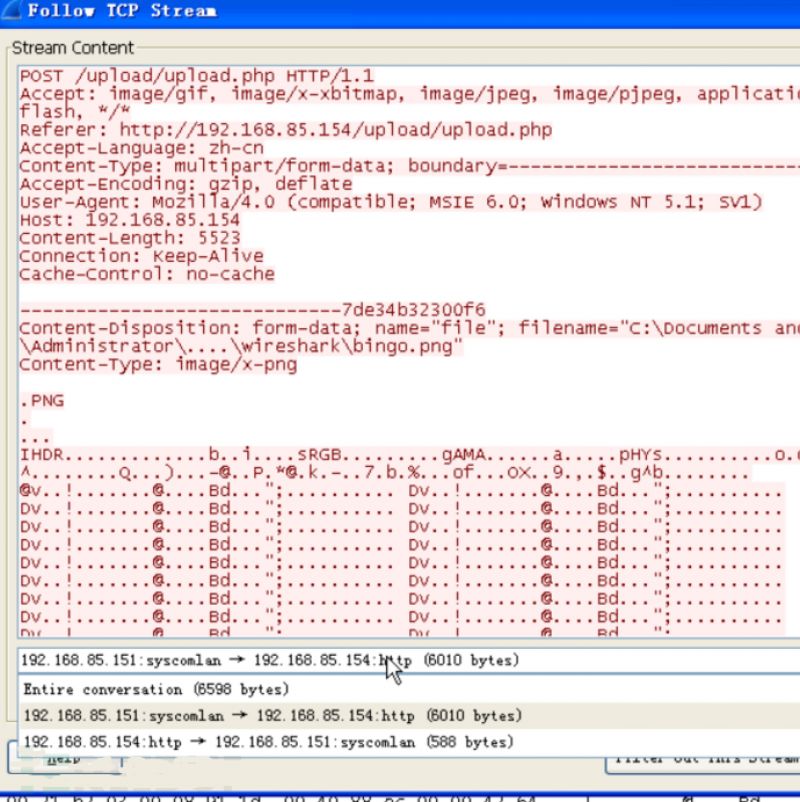 Follow TCP Stream
Stream Content
POST /upload/upload.php HTTP/1.1
Accept: image/gif, image/x-xbitmap, image/jpeg, image/pjpeg,
flash, */*
Referer: http://192.168.85.154/upload/upload.php
Accept-Language: zh-cn
Content-Type: multipart/form-data; boundary=---------------------------
Accept-Encoding: gzip, deflate
User-Agent: Mozilla/4.0 (compatible; MSIE 6.0; Windows NT 5.1; SV1)
Host: 192.168.85.154
Content-Length: 5523
Connection: Keep-Alive
Cache-Control: no-cache
-----------------------------7de34b32300f6
Content-Disposition: form-data; name="file"; filename="C:\Documents and
\Administrator\....\wireshark\bingo.png"
Content-Type: image/x-png
.PNG
.
...
IHDR.............b..i....sRGB.........gAMA......a.....pHYs..........o.
^........Q...)...-@..P.*@.k.-..7.b.%...of...OX..9.,.$..g^b.........
@v..!.......@....Bd...";.......... Dv..!.......@....Bd...";..........
Dv..!.......@....Bd...";.......... Dv..!.......@....Bd...";..........
Dv..!.......@....Bd...";.......... Dv..!.......@....Bd...";..........
Dv..!.......@....Bd...";.......... Dv..!.......@....Bd...";..........
Dv..!.......@....Bd...";.......... Dv..!.......@....Bd...";..........
Dv..!.......@....Bd...";.......... Dv..!.......@....Bd...";..........
Dv..!.......@....Bd...";.......... Dv..!.......@....Bd...";..........
Dv..!.......@....Bd...";.......... Dv..!.......@....Bd...";..........
192.168.85.151:syscomlan → 192.168.85.154:http (6010 bytes)
Entire conversation (6598 bytes)
192.168.85.151:syscomlan → 192.168.85.154:http (6010 bytes)
192.168.85.154:http → 192.168.85.151:syscomlan (588 bytes)
Help
Filter Out This Stream